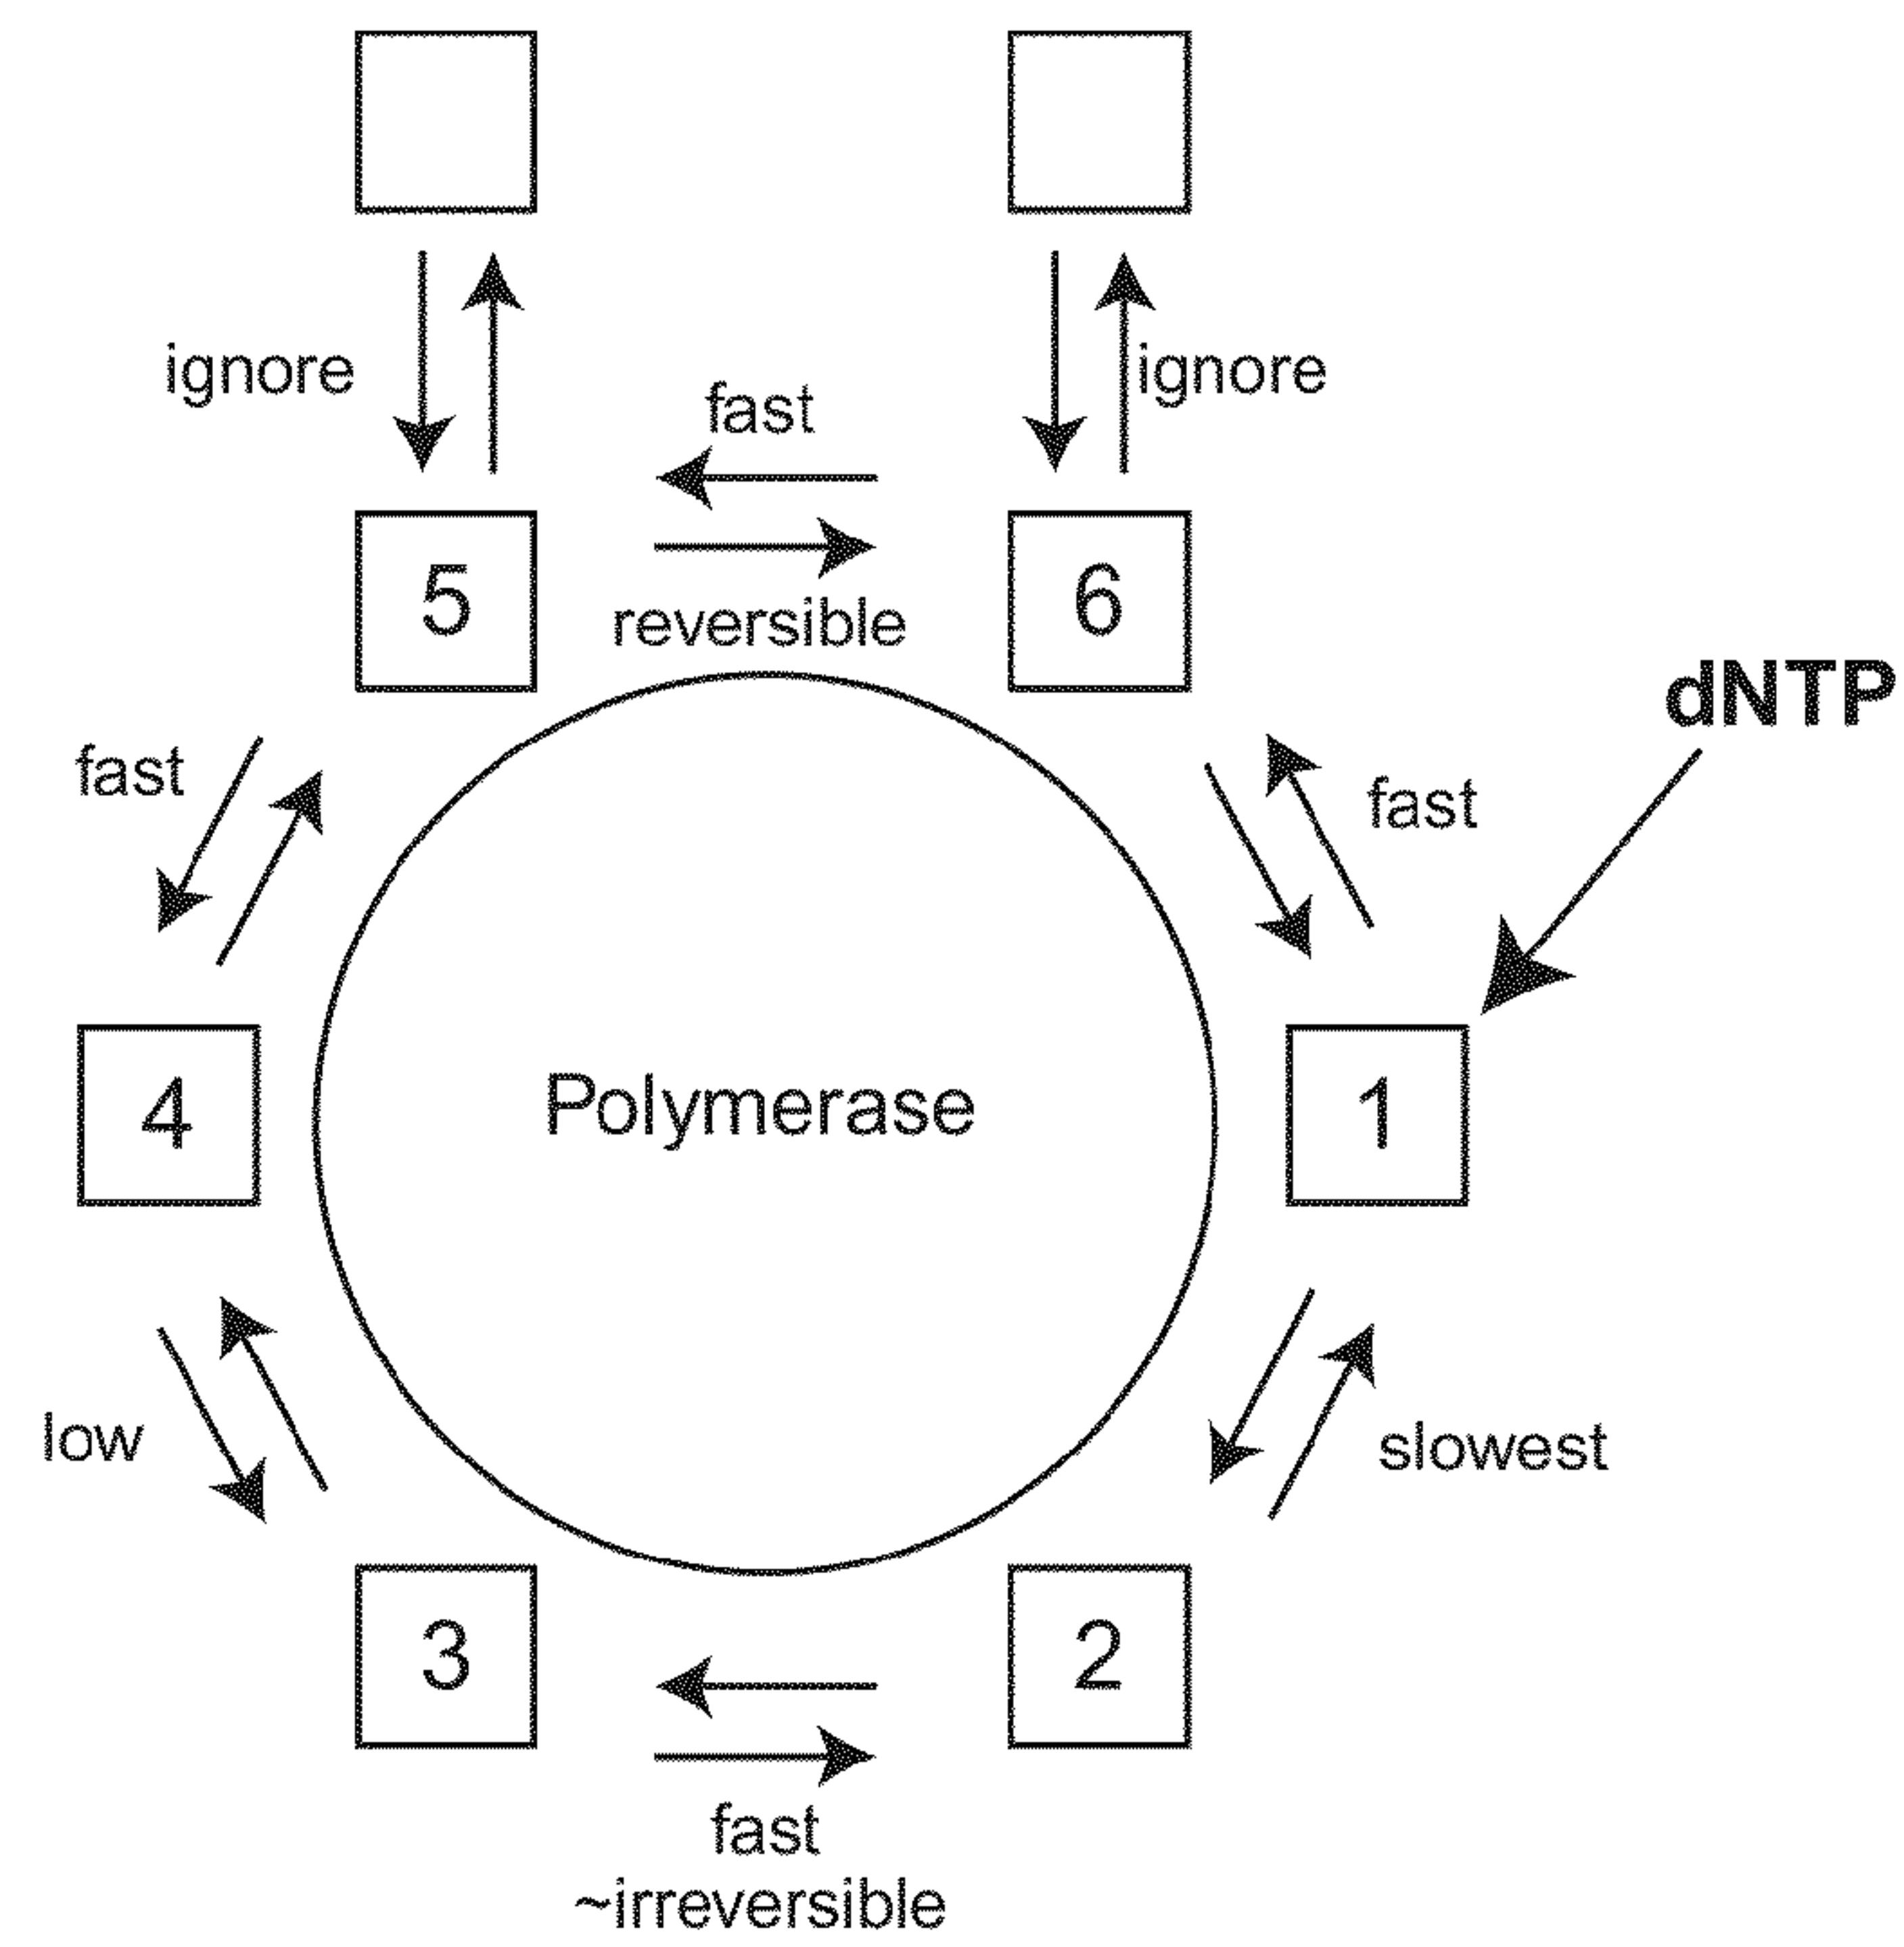 ignore
ignore
fast
5
6
reversible
dNTP
fast
fast
4
Polymerase
1
low
slowest
3
2
fast
~irreversible